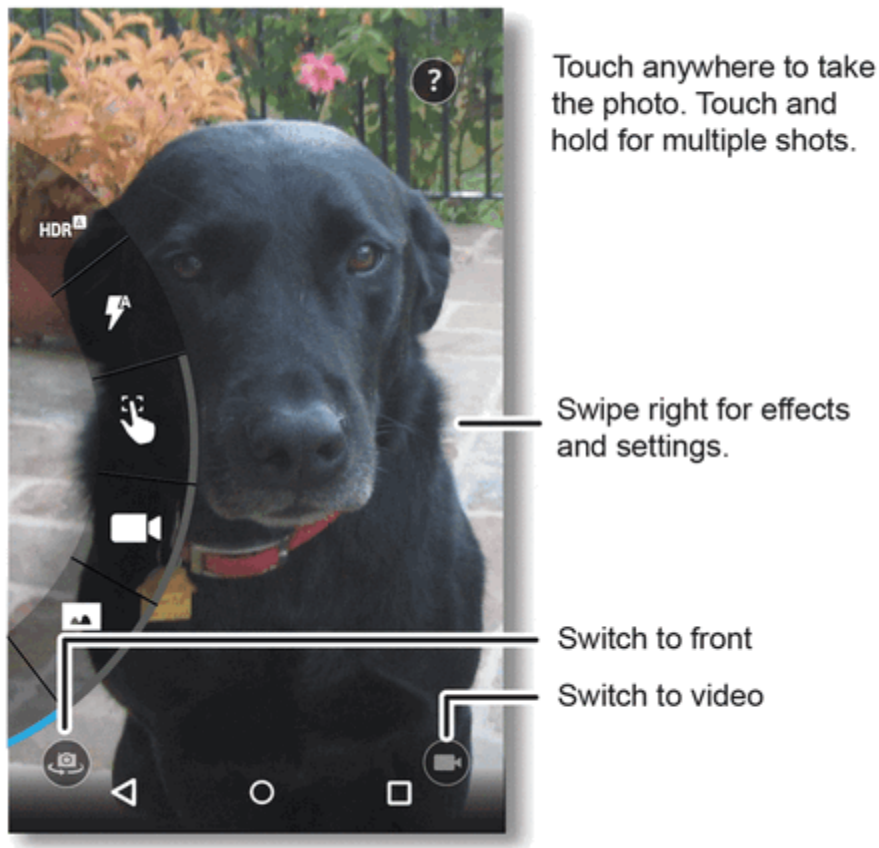 Touch anywhere to take
the photo. Touch and
hold for multiple shots.
?
HDR A
A
Swipe right for effects
and settings.
Switch to front
Switch to video